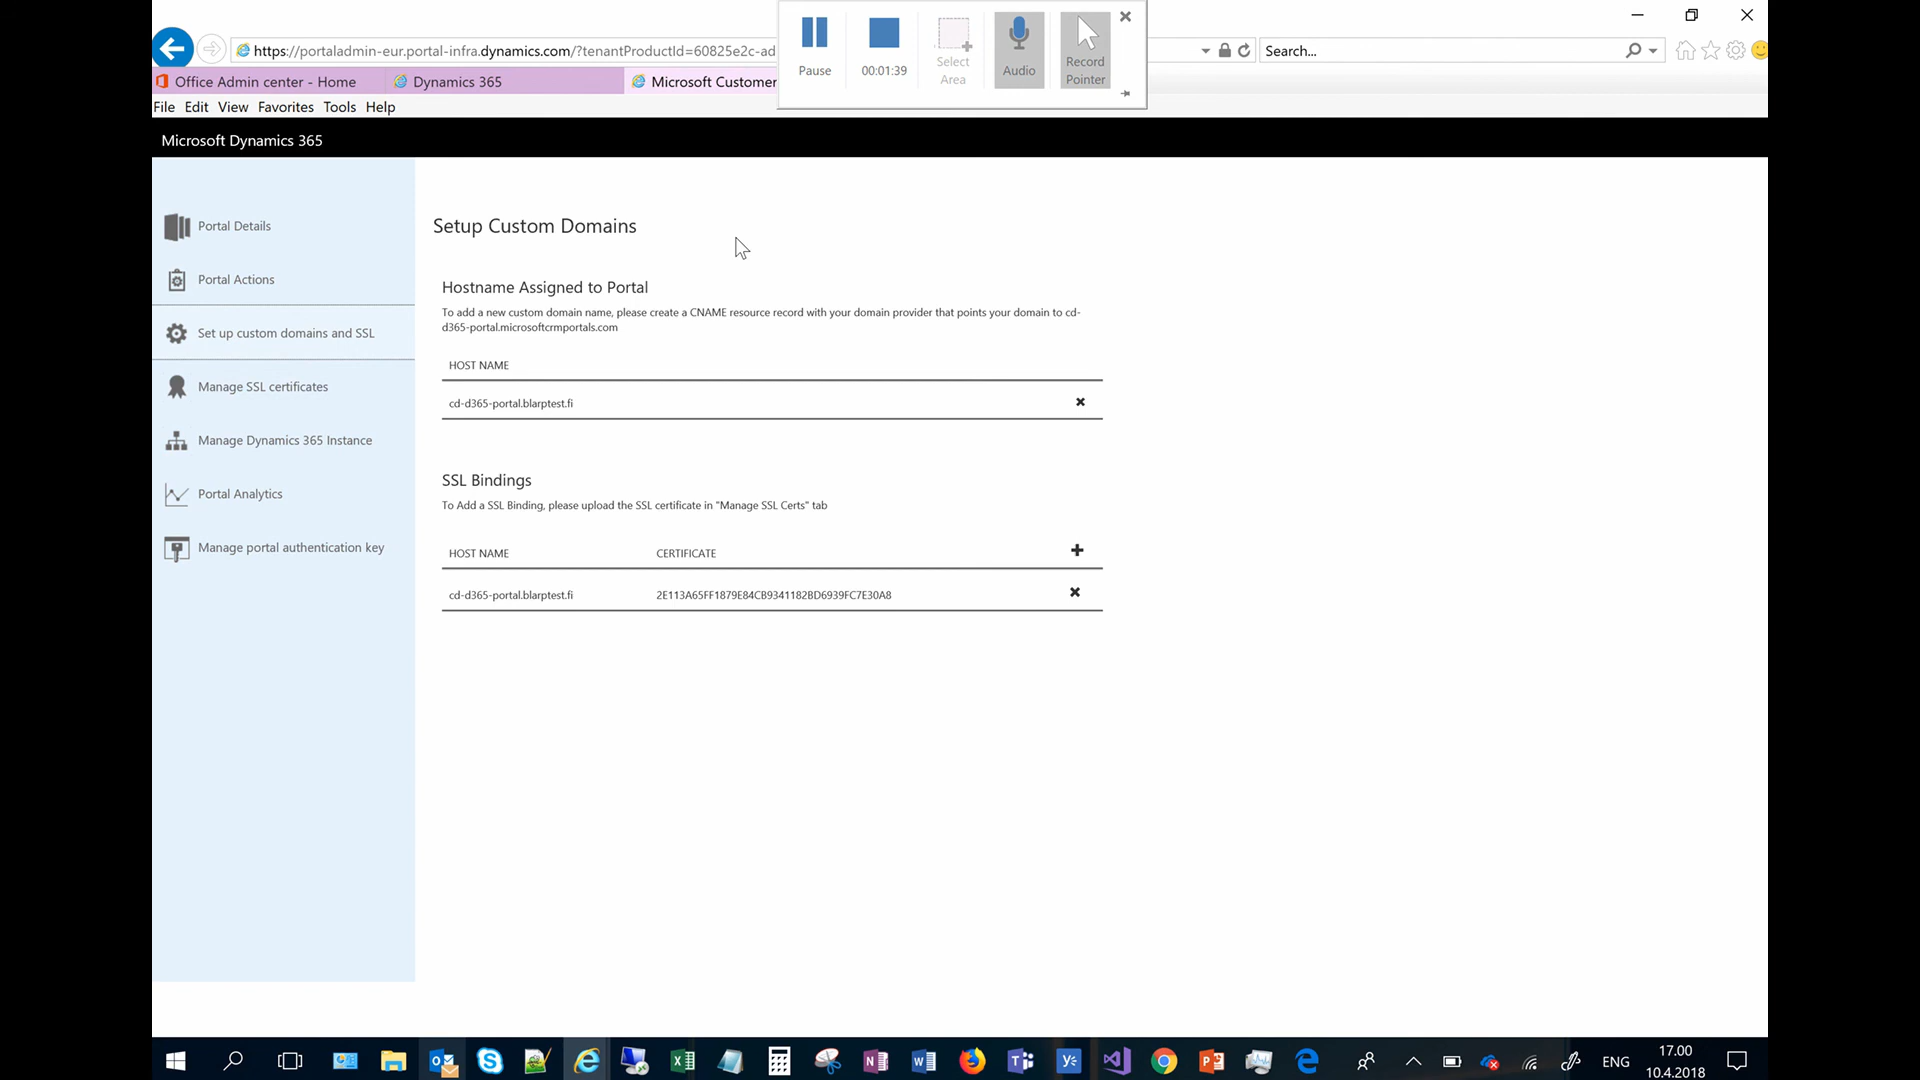 Pause
00:01:39
Select
Area
Audio
Record
Pointer
https://portaladmin-eur.portal-infra.dynamics.com/?tenantProductId=60825e2c-ad
Search...
Office Admin center - Home
Dynamics 365
Microsoft Customer
File Edit View Favorites Tools Help
Microsoft Dynamics 365
Portal Details
Portal Actions
Set up custom domains and SSL
Manage SSL certificates
Manage Dynamics 365 Instance
Portal Analytics
Manage portal authentication key
Setup Custom Domains
Hostname Assigned to Portal
To add a new custom domain name, please create a CNAME resource record with your domain provider that points your domain to cd-
d365-portal.microsoftcrmportals.com
HOST NAME
cd-d365-portal.blarptest.fi
SSL Bindings
To Add a SSL Binding, please upload the SSL certificate in "Manage SSL Certs" tab
HOST NAME CERTIFICATE
cd-d365-portal.blarptest.fi 2E113A65FF1879E84CB9341182BD6939FC7E30A8
ENG
17.00
10.4.2018